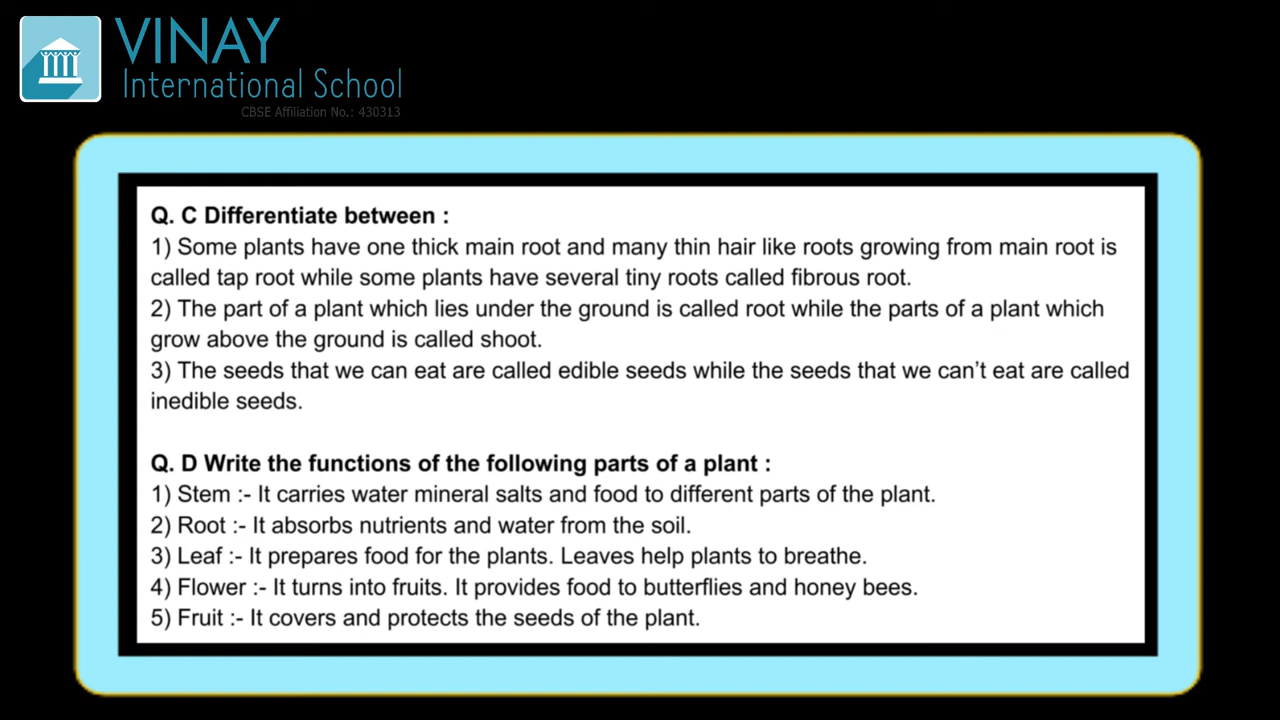 VINAY
International School
CBSE Affiliation No.: 430313
Q. C Differentiate between :
1) Some plants have one thick main root and many thin hair like roots growing from main root is
called tap root while some plants have several tiny roots called fibrous root.
2) The part of a plant which lies under the ground is called root while the parts of a plant which
grow above the ground is called shoot.
3) The seeds that we can eat are called edible seeds while the seeds that we can't eat are called
inedible seeds.
Q. D Write the functions of the following parts of a plant :
1) Stem :- It carries water mineral salts and food to different parts of the plant.
2) Root :- It absorbs nutrients and water from the soil.
3) Leaf :- It prepares food for the plants. Leaves help plants to breathe.
4) Flower :- It turns into fruits. It provides food to butterflies and honey bees.
5) Fruit :- It covers and protects the seeds of the plant.